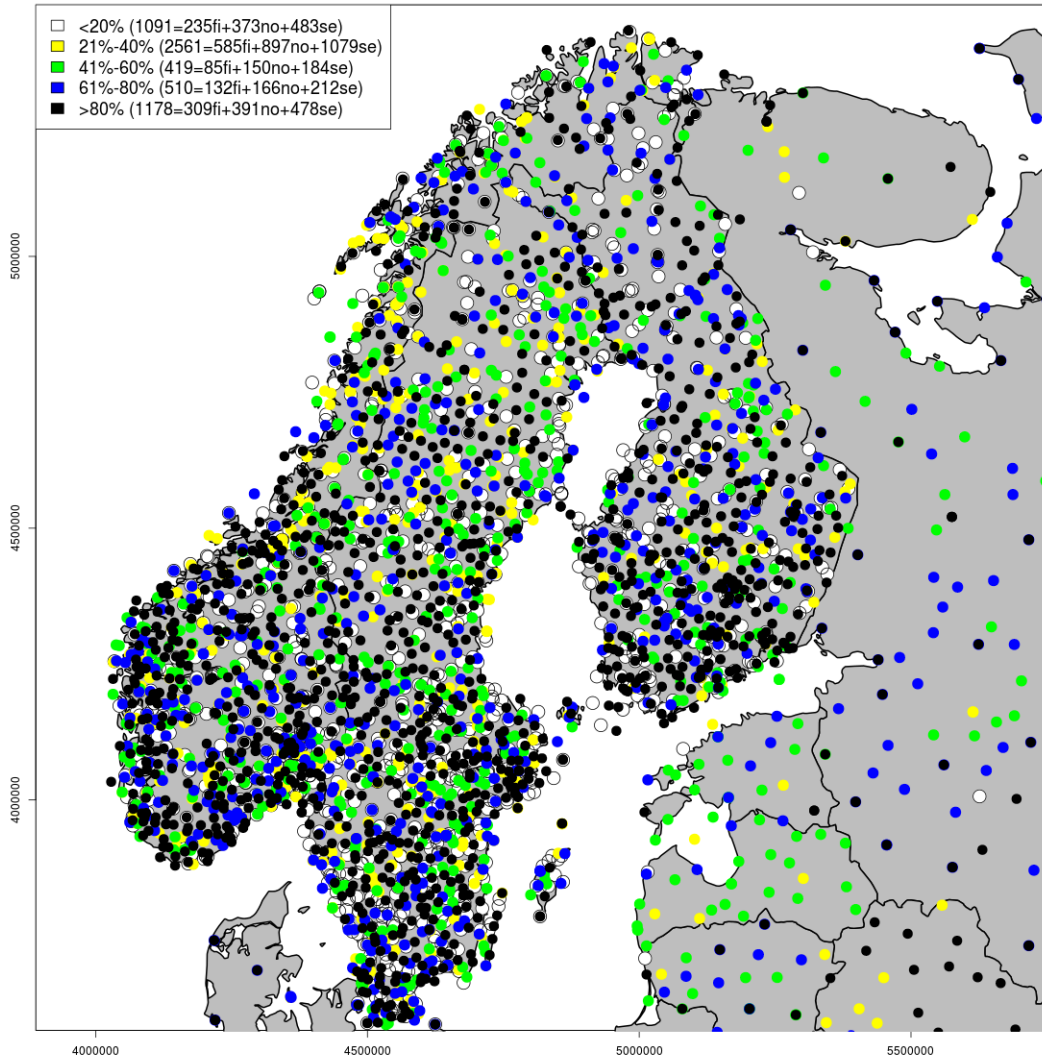 <20% (1091=235fi+373no+483se)
21%-40% (2561=585fi+897no+1079se)
41%-60% (419=85fi+150no+184se)
61%-80% (510=132fi+166no+212se)
>80% (1178=309fi+391no+478se)
5000000
4500000
4000000
4000000 4500000 5000000 5500000